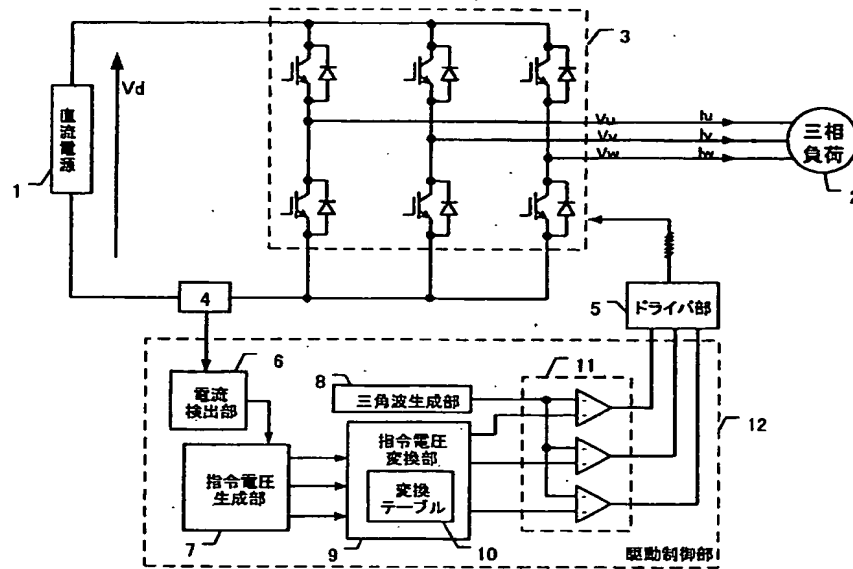 3
Vd
直流電源
1
Vu
Vv
Vw
Iu
Iv
Iw
三相
負荷
2
4
5
ドライバ部
6
電流
検出部
8
三角波生成部
11
12
指令電圧
生成部
7
指令電圧
変換部
変換
テーブル
9
10
駆動制御部